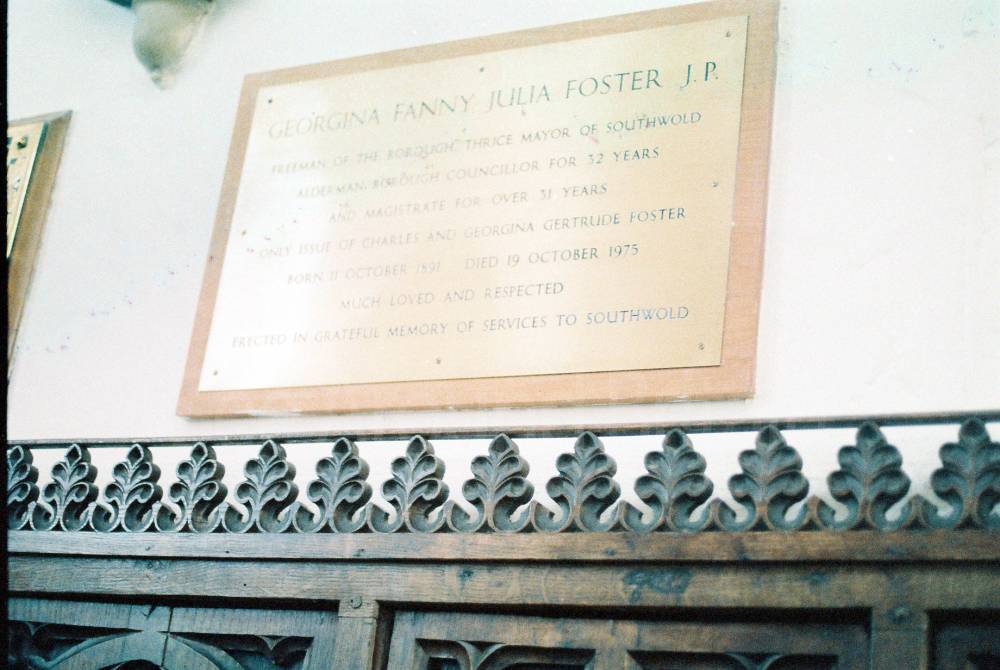 GEORGINA FANNY JULIA FOSTER J.P.
FREEMAN OF THE BOROUGH THRICE MAYOR OF SOUTHWOLD
ALDERMAN, BOROUGH COUNCILLOR FOR 32 YEARS
AND MAGISTRATE FOR OVER 31 YEARS
ONLY ISSUE OF CHARLES AND GEORGINA GERTRUDE FOSTER
BORN 11 OCTOBER 1891 DIED 19 OCTOBER 1975
MUCH LOVED AND RESPECTED
ERECTED IN GRATEFUL MEMORY OF SERVICES TO SOUTHWOLD